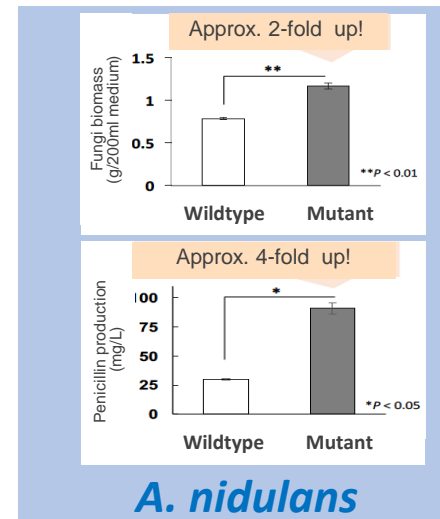 Approx. 2-fold up!
Fungi biomass
(g/200ml medium)
1.5
1
0.5
0
**
**P < 0.01
Wildtype Mutant
Approx. 4-fold up!
Penicillin production
(mg/L)
100
75
50
25
0
*
*P < 0.05
Wildtype Mutant
A. nidulans